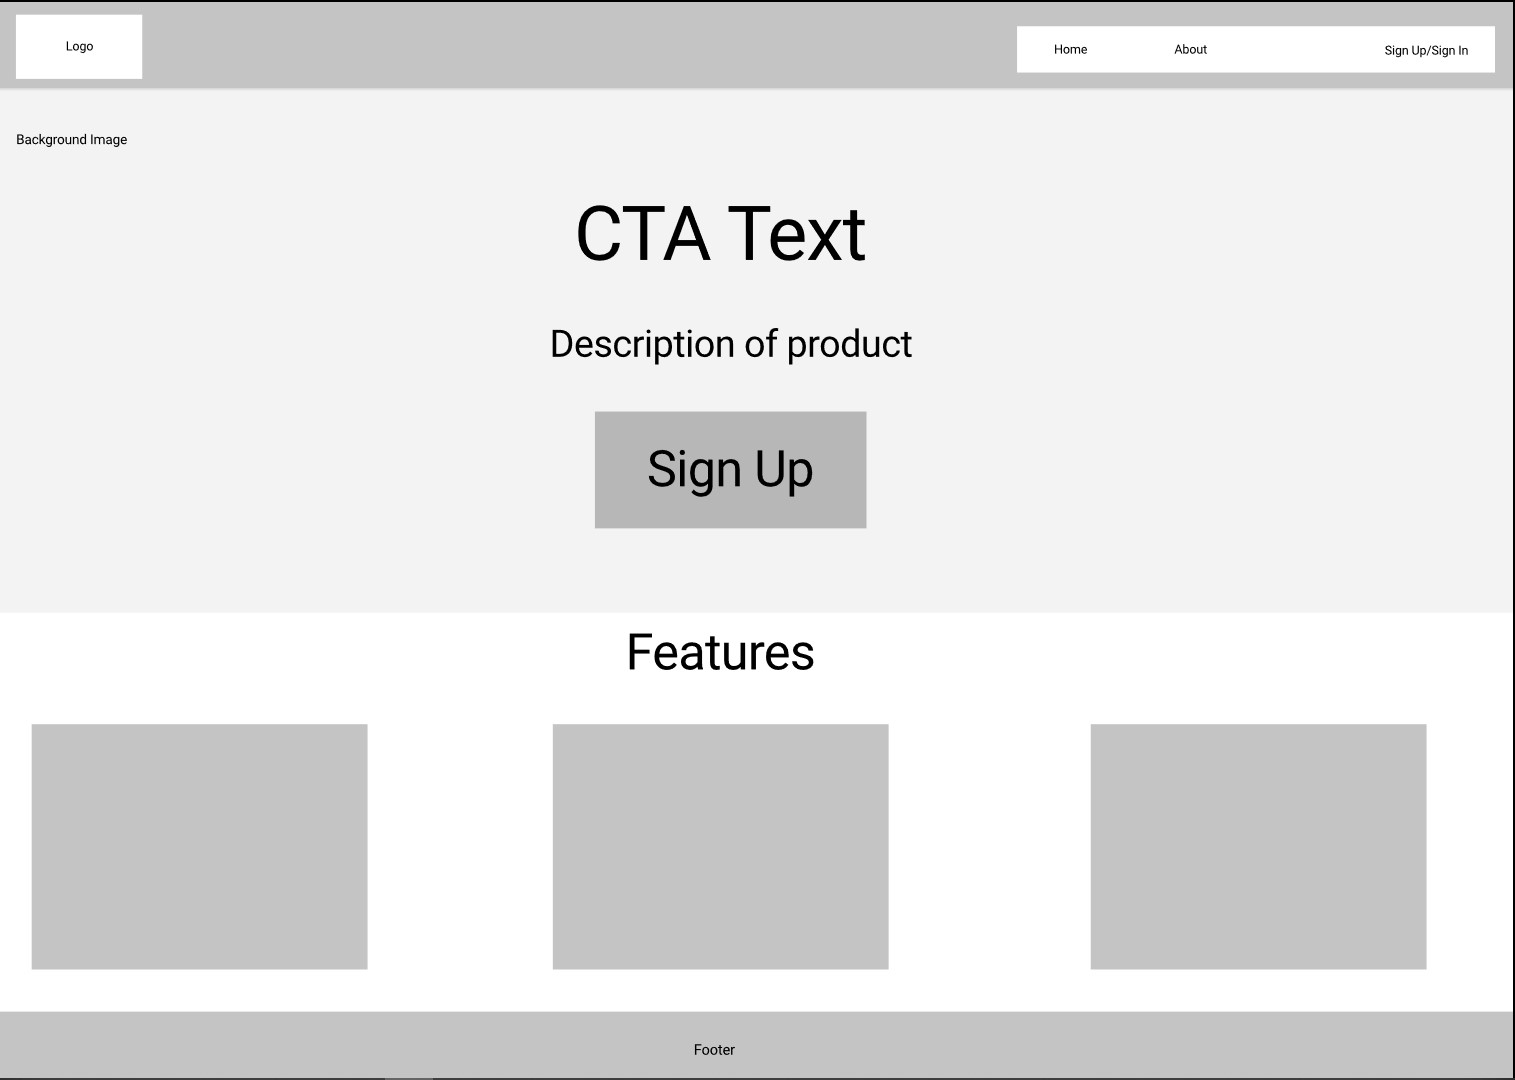 Logo
Home
About
Sign Up/Sign In
Background Image
CTA Text
Description of product
Sign Up
Features
Footer